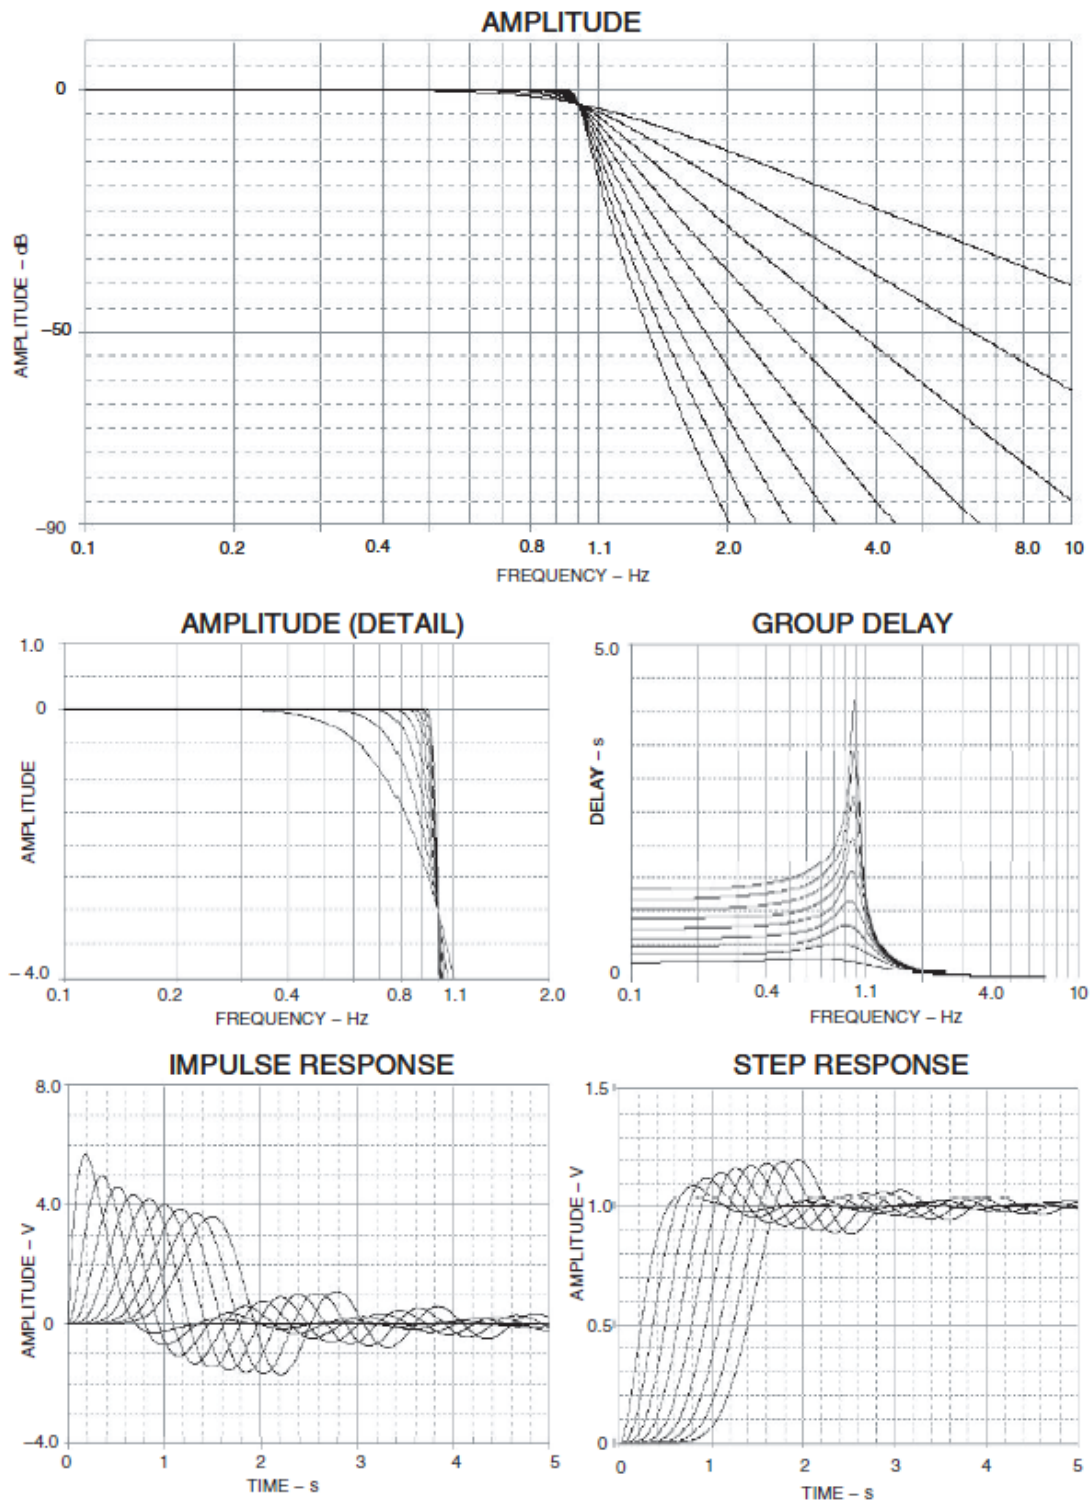 AMPLITUDE
AMPLITUDE – dB
0
–50
–90
0.1 0.2 0.4 0.8 1.1 2.0 4.0 8.0 10
FREQUENCY – Hz
AMPLITUDE (DETAIL)
AMPLITUDE
1.0
0
– 4.0
0.1 0.2 0.4 0.8 1.1 2.0
FREQUENCY – Hz
GROUP DELAY
DELAY – s
5.0
0
0.1 0.4 1.1 4.0 10
FREQUENCY – Hz
IMPULSE RESPONSE
AMPLITUDE – V
8.0
4.0
0
–4.0
0 1 2 3 4 5
TIME – s
STEP RESPONSE
AMPLITUDE – V
1.5
1.0
0.5
0
0 1 2 3 4 5
TIME – s